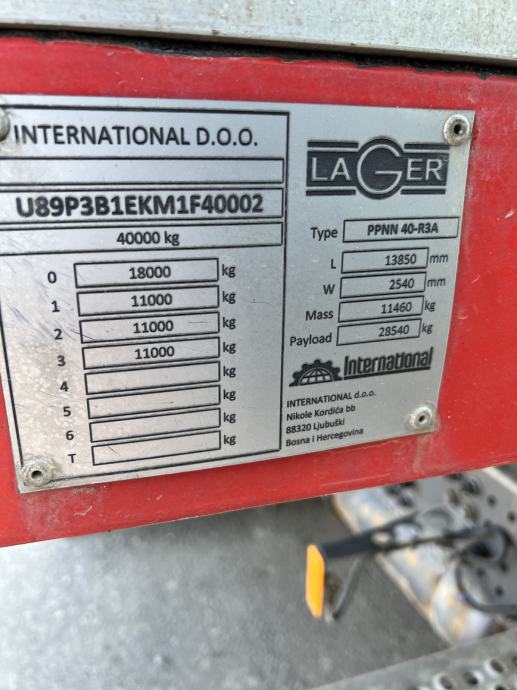 INTERNATIONAL D.O.O.
U89P3B1EKM1F40002
40000 kg
0 18000 kg
1 11000 kg
2 11000 kg
3 11000 kg
4 kg
5 kg
6 kg
T kg
LAGER
Type PPNN 40-R3A
L 13850 mm
W 2540 mm
Mass 11460 kg
Payload 28540 kg
International
INTERNATIONAL d.o.o.
Nikole Kordića bb
88320 Ljubuški
Bosna i Hercegovina